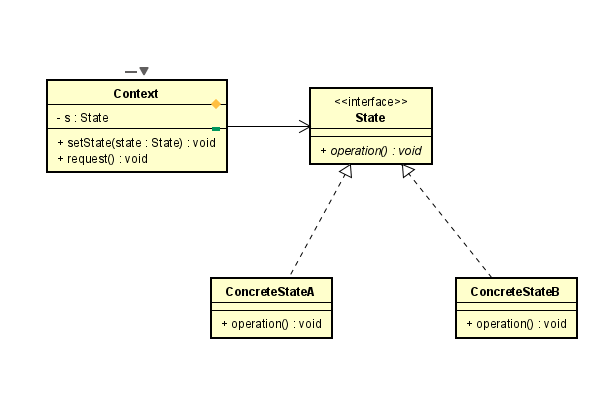 Context
- s : State
+ setState(state : State) : void
+ request() : void
<<interface>>
State
+ operation() : void
ConcreteStateA
+ operation() : void
ConcreteStateB
+ operation() : void